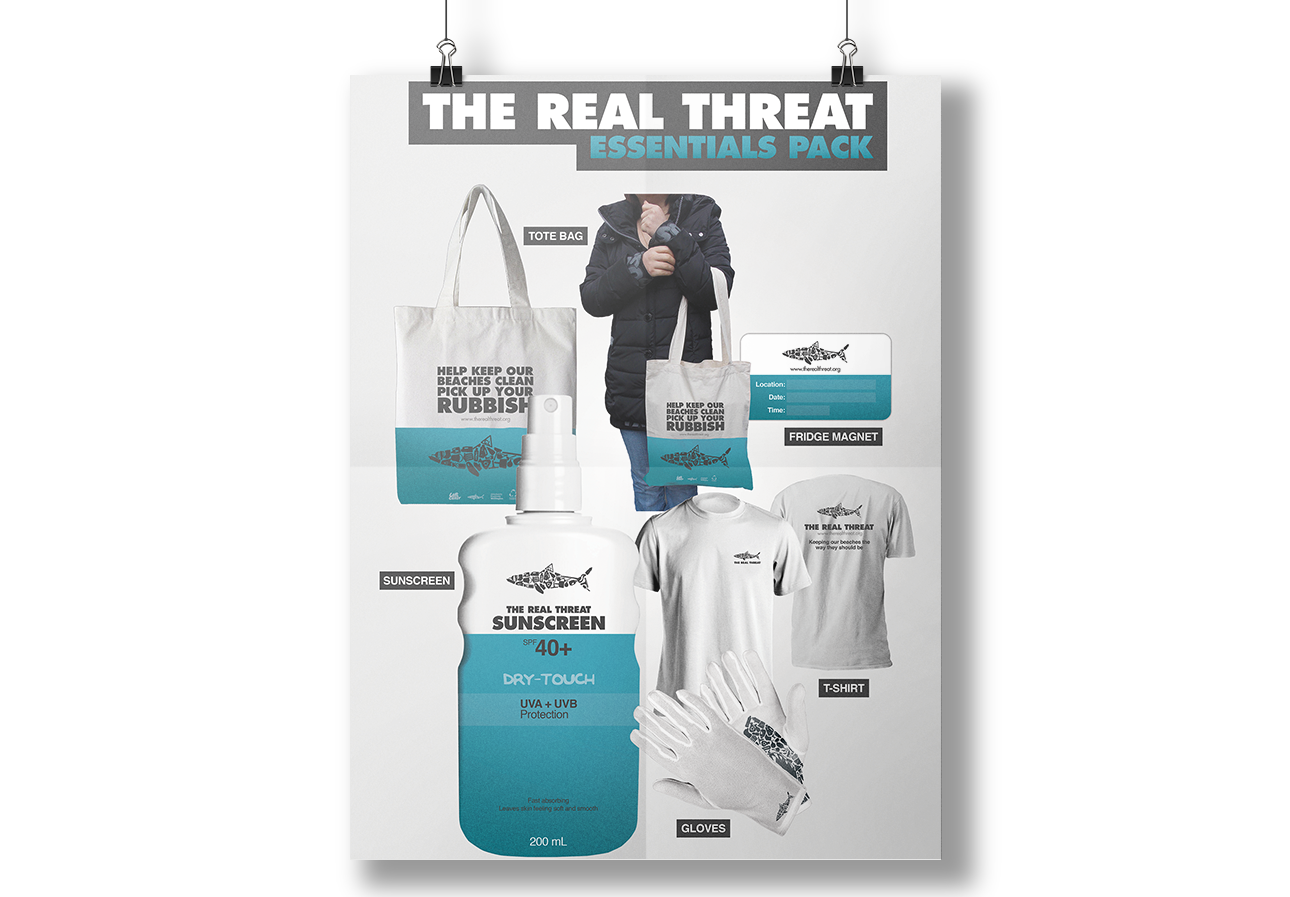 THE REAL THREAT
ESSENTIALS PACK
TOTE BAG
HELP KEEP OUR
BEACHES CLEAN
PICK UP YOUR
RUBBISH
www.therealthreat.org
HELP KEEP OUR
BEACHES CLEAN
PICK UP YOUR
RUBBISH
www.therealthreat.org
Location:
Date:
Time:
FRIDGE MAGNET
THE REAL THREAT
www.therealthreat.org
Keeping our beaches the
way they should be
THE REAL THREAT
T-SHIRT
SUNSCREEN
THE REAL THREAT
SUNSCREEN
SPF 40+
DRY-TOUCH
UVA + UVB
Protection
Fast absorbing
Leaves skin feeling soft and smooth
200 mL
GLOVES